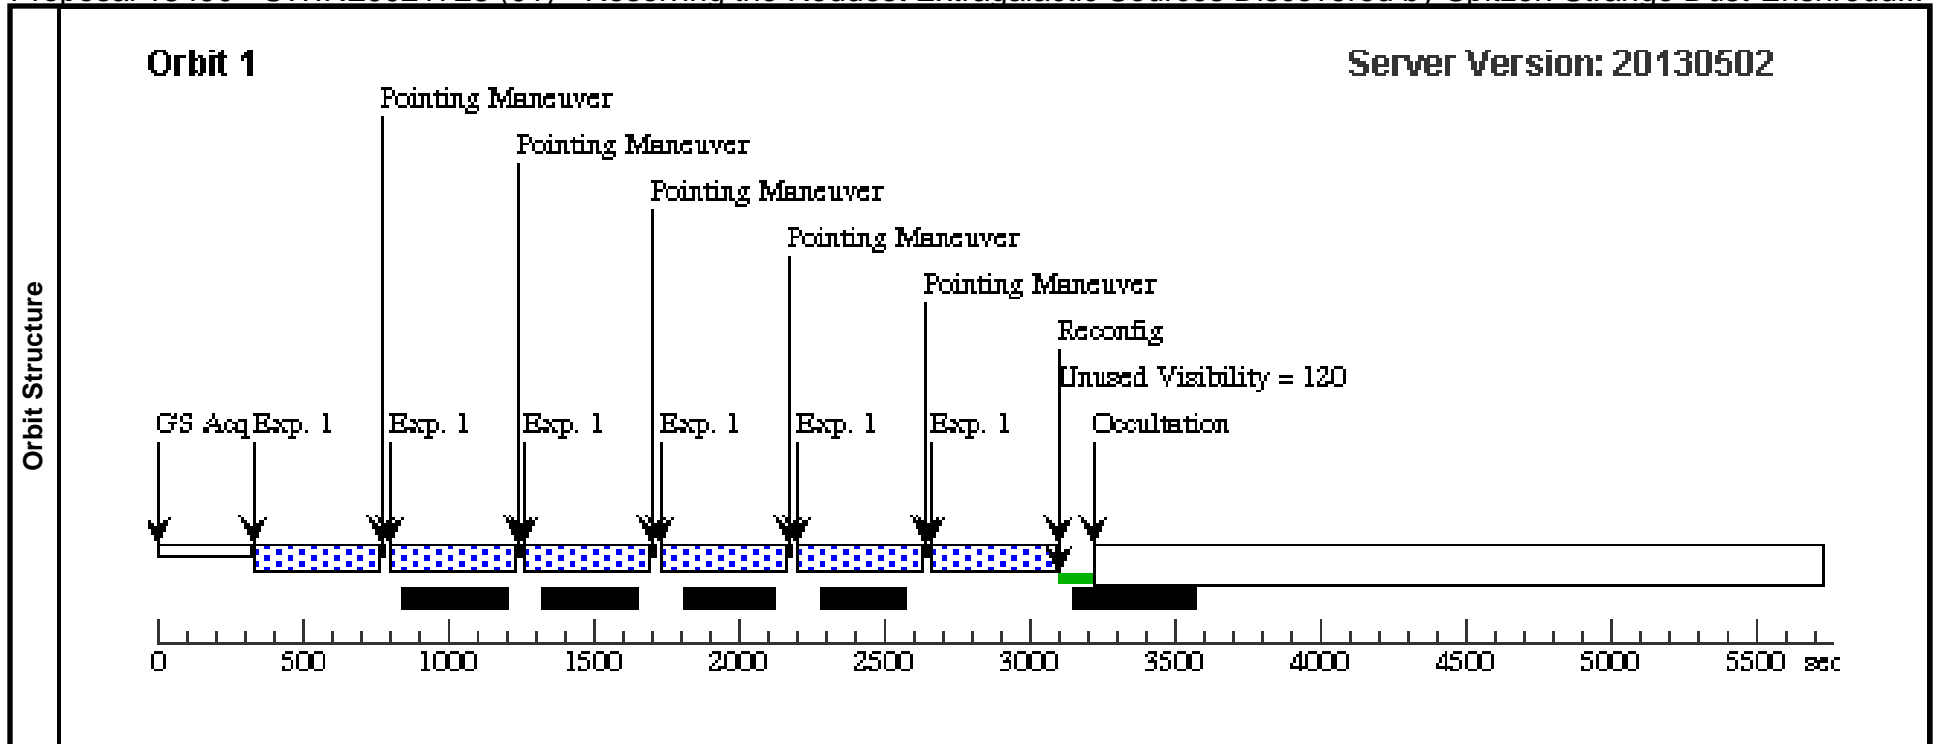 Orbit Structure
Orbit 1
Server Version: 20130502
Pointing Maneuver
Pointing Maneuver
Pointing Maneuver
Pointing Maneuver
Pointing Maneuver
Reconfig
Unused Visibility = 120
GS Acq Exp. 1 Exp. 1 Exp. 1 Exp. 1 Exp. 1 Exp. 1 Occultation
0 500 1000 1500 2000 2500 3000 3500 4000 4500 5000 5500 sec